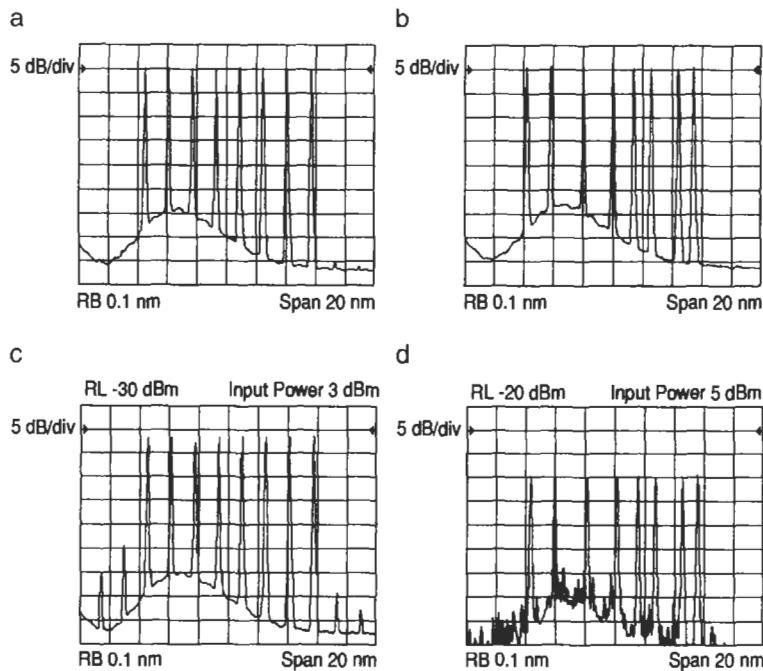 a
5 dB/div
RB 0.1 nm Span 20 nm
b
5 dB/div
RB 0.1 nm Span 20 nm
c
RL -30 dBm Input Power 3 dBm
5 dB/div
RB 0.1 nm Span 20 nm
d
RL -20 dBm Input Power 5 dBm
5 dB/div
RB 0.1 nm Span 20 nm